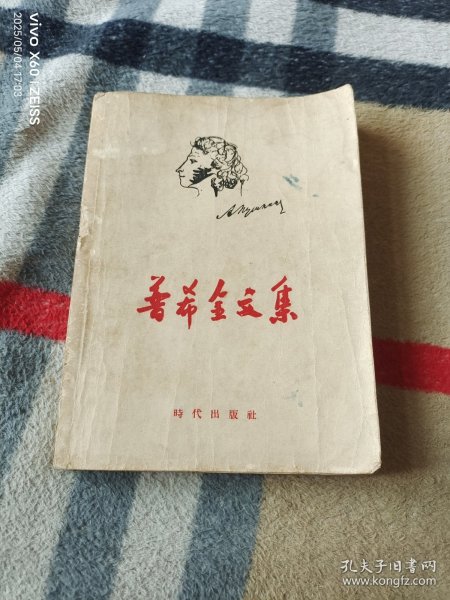 普希金文集
時代出版社
vivo X60 · ZEISS
2025/05/04 17:03
孔夫子旧书网
www.kongfz.com